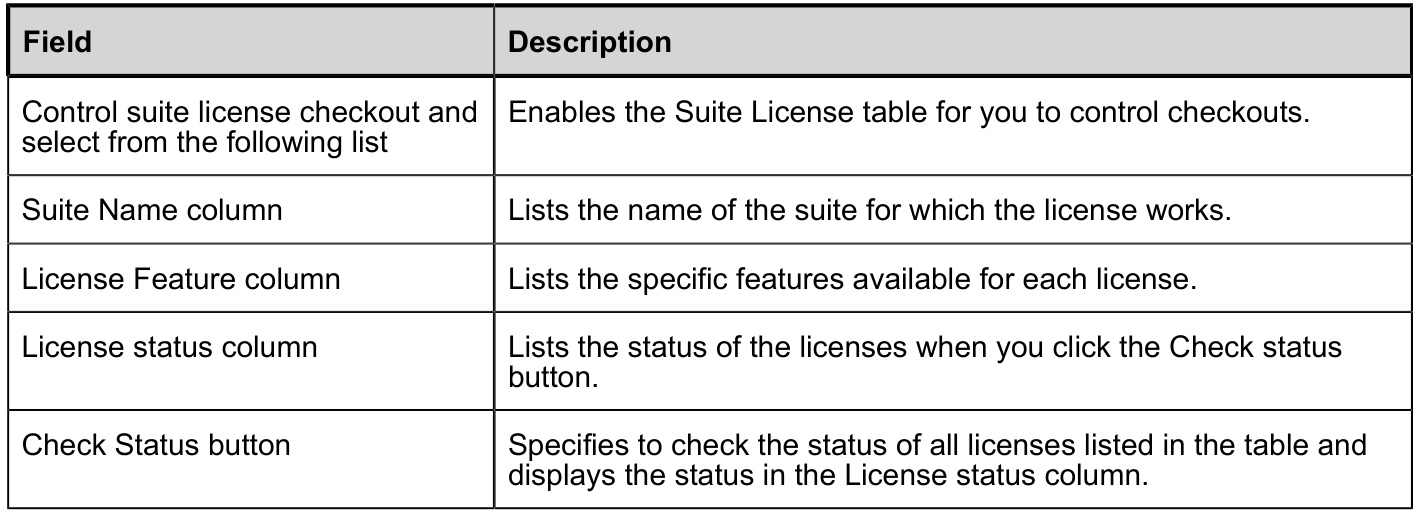 Field
Description
Control suite license checkout and
select from the following list
Enables the Suite License table for you to control checkouts.
Suite Name column
Lists the name of the suite for which the license works.
License Feature column
Lists the specific features available for each license.
License status column
Lists the status of the licenses when you click the Check status
button.
Check Status button
Specifies to check the status of all licenses listed in the table and
displays the status in the License status column.